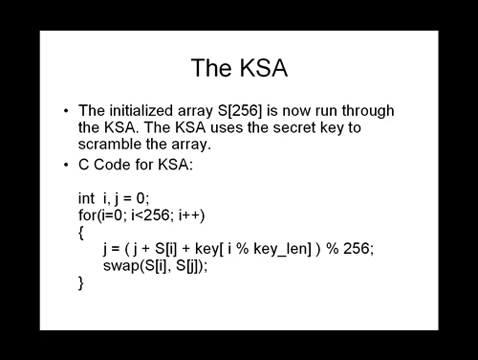 The KSA
• The initialized array S[256] is now run through
the KSA. The KSA uses the secret key to
scramble the array.
• C Code for KSA:
int i, j = 0;
for(i=0; i<256; i++)
{
j = ( j + S[i] + key[ i % key_len] ) % 256;
swap(S[i], S[j]);
}